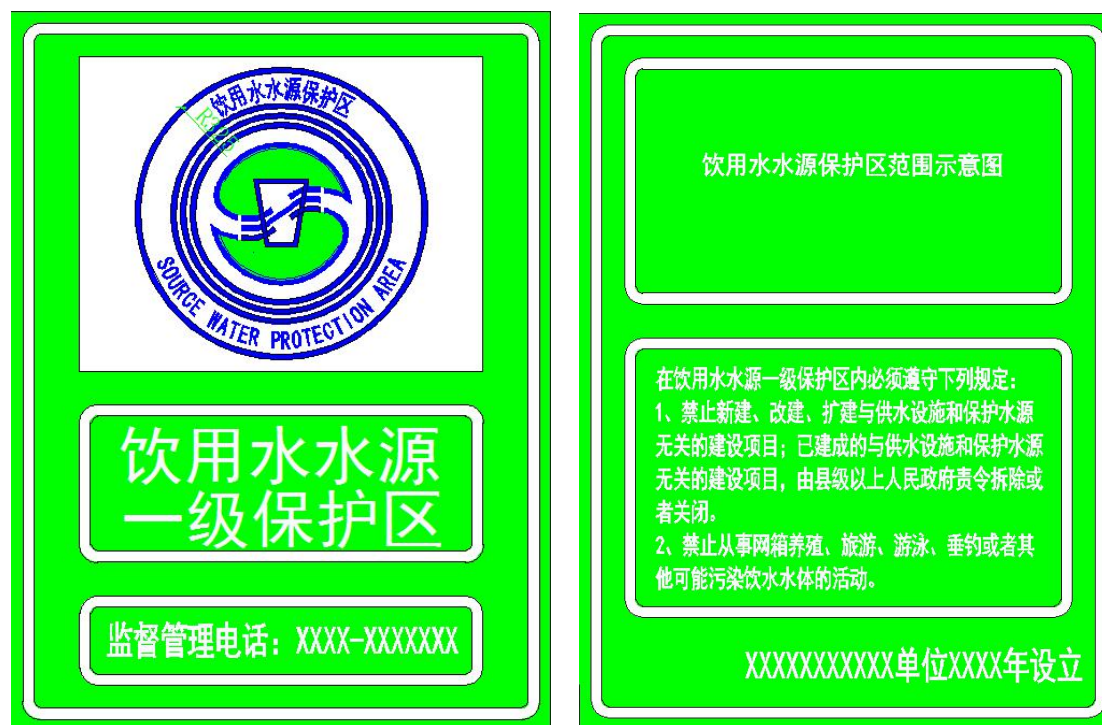 饮用水水源保护区
SOURCE WATER PROTECTION AREA
饮用水水源
一级保护区
监督管理电话：XXXX-XXXXXXX
饮用水水源保护区范围示意图
在饮用水水源一级保护区内必须遵守下列规定：
1、禁止新建、改建、扩建与供水设施和保护水源
无关的建设项目；已建成的与供水设施和保护水源
无关的建设项目，由县级以上人民政府责令拆除或
者关闭。
2、禁止从事网箱养殖、旅游、游泳、垂钓或者其
他可能污染饮水水体的活动。
XXXXXXXXXXX单位XXXX年设立